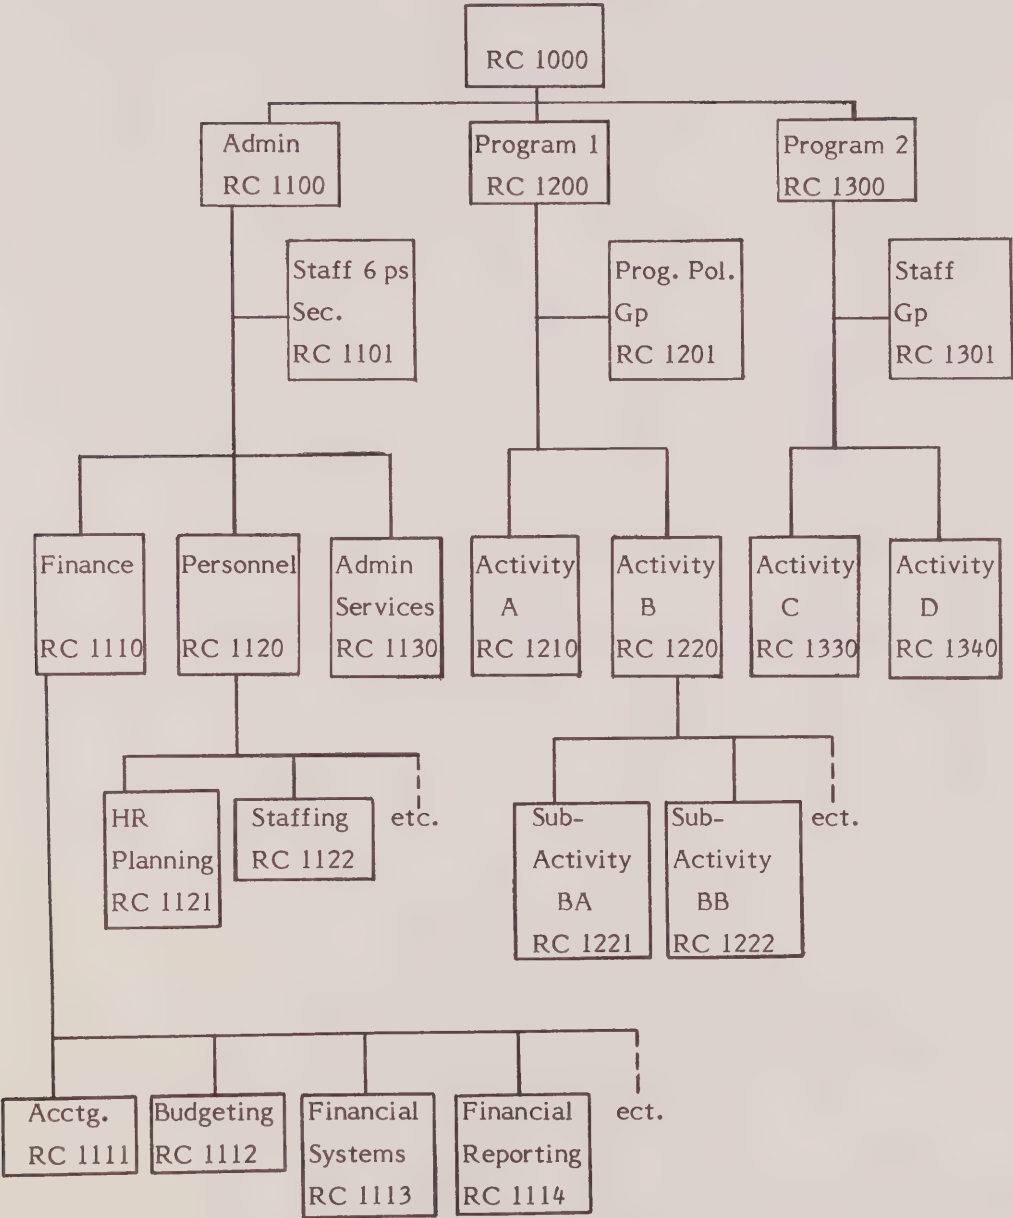 RC 1000
Admin
RC 1100
Program 1
RC 1200
Program 2
RC 1300
Staff 6 ps
Sec.
RC 1101
Prog. Pol.
Gp
RC 1201
Staff
Gp
RC 1301
Finance
RC 1110
Personnel
RC 1120
Admin
Services
RC 1130
Activity
A
RC 1210
Activity
B
RC 1220
Activity
C
RC 1330
Activity
D
RC 1340
HR
Planning
RC 1121
Staffing
RC 1122
etc.
Sub-
Activity
BA
RC 1221
Sub-
Activity
BB
RC 1222
ect.
Acctg.
RC 1111
Budgeting
RC 1112
Financial
Systems
RC 1113
Financial
Reporting
RC 1114
ect.